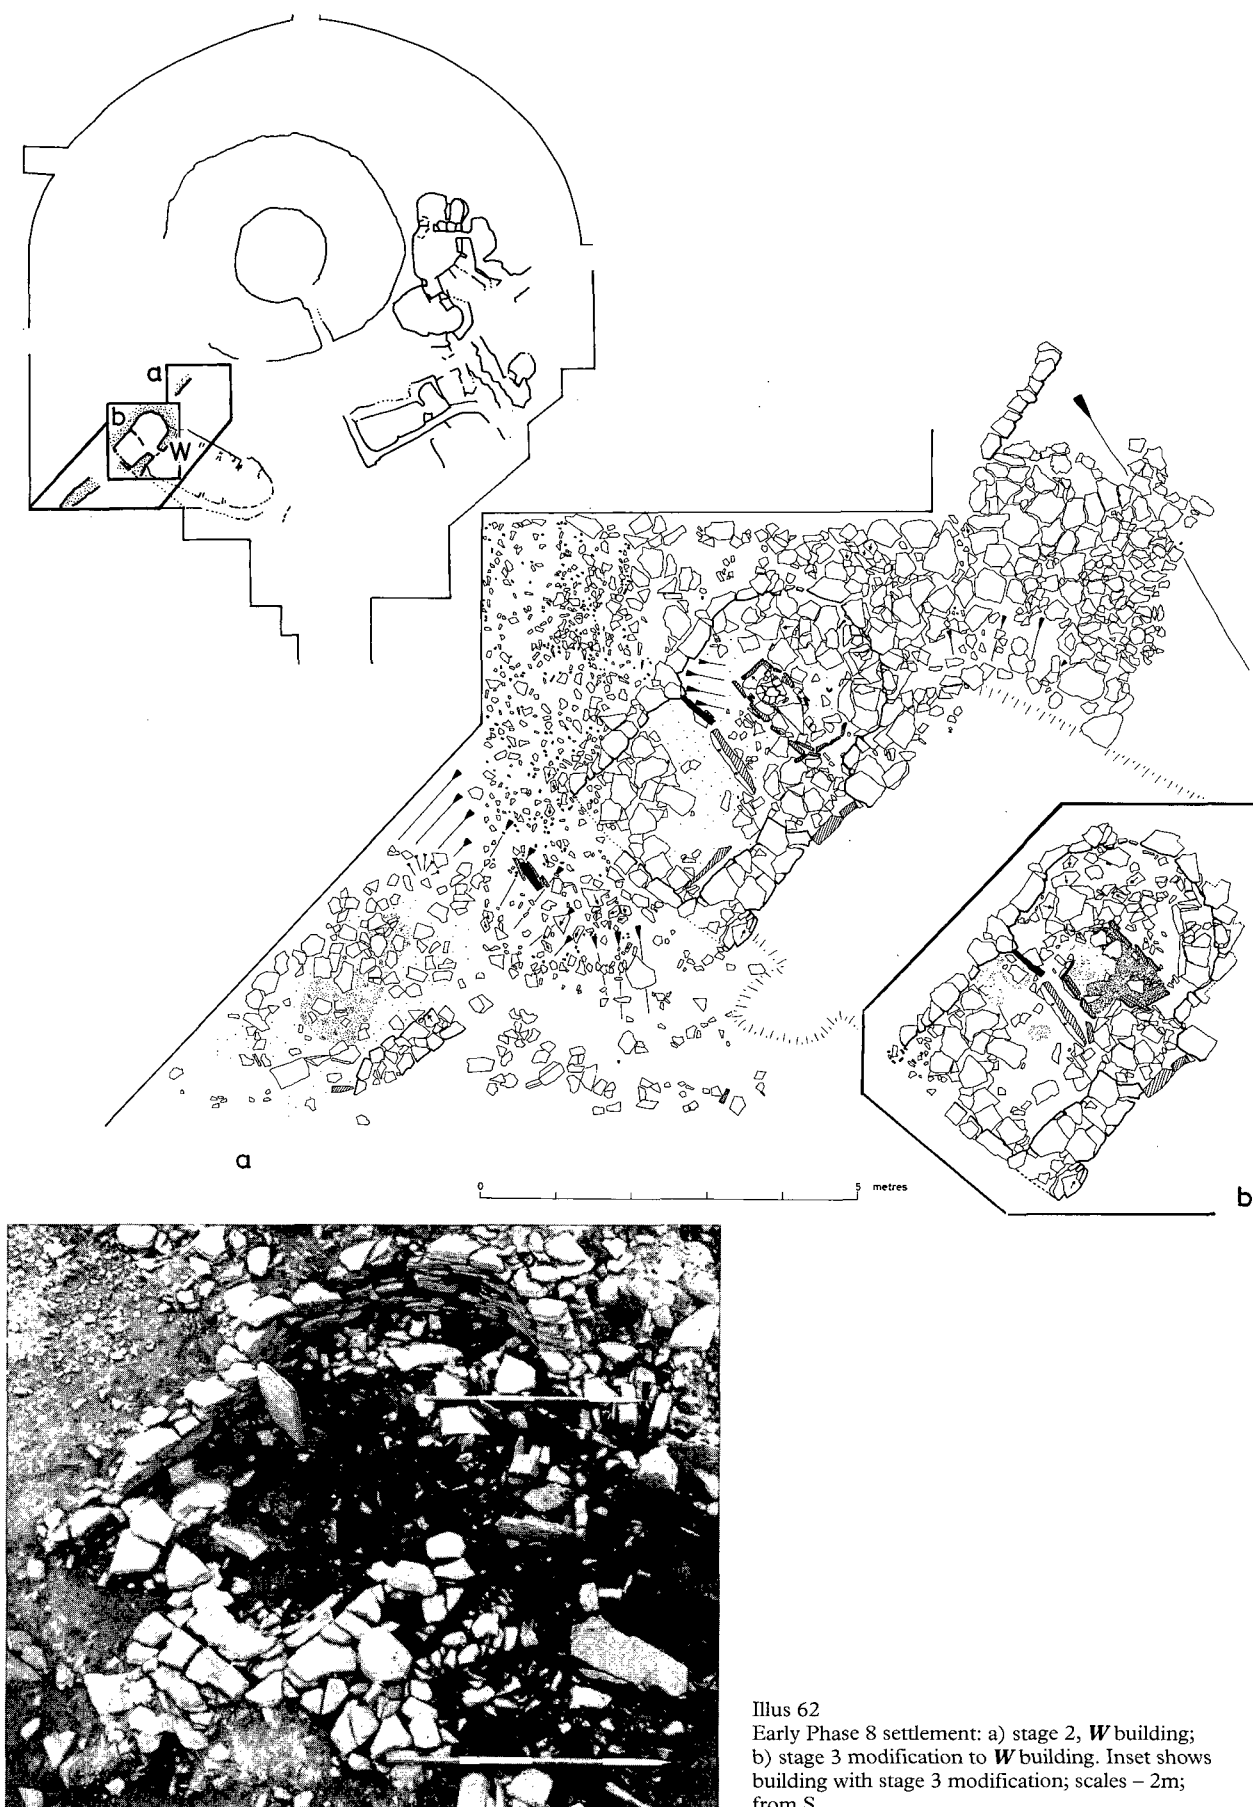 a
b
W
a
0 5 metres
b
Illus 62
Early Phase 8 settlement: a) stage 2, W building;
b) stage 3 modification to W building. Inset shows
building with stage 3 modification; scales – 2m;
from S